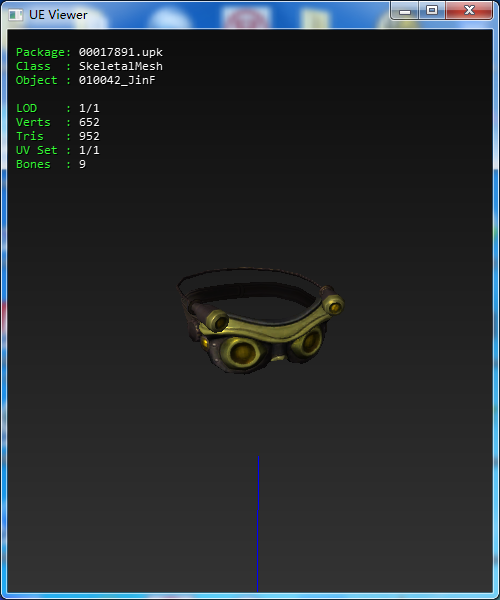 UE Viewer
Package: 00017891.upk
Class : SkeletalMesh
Object : 010042_JinF
LOD : 1/1
Verts : 652
Tris : 952
UV Set : 1/1
Bones : 9